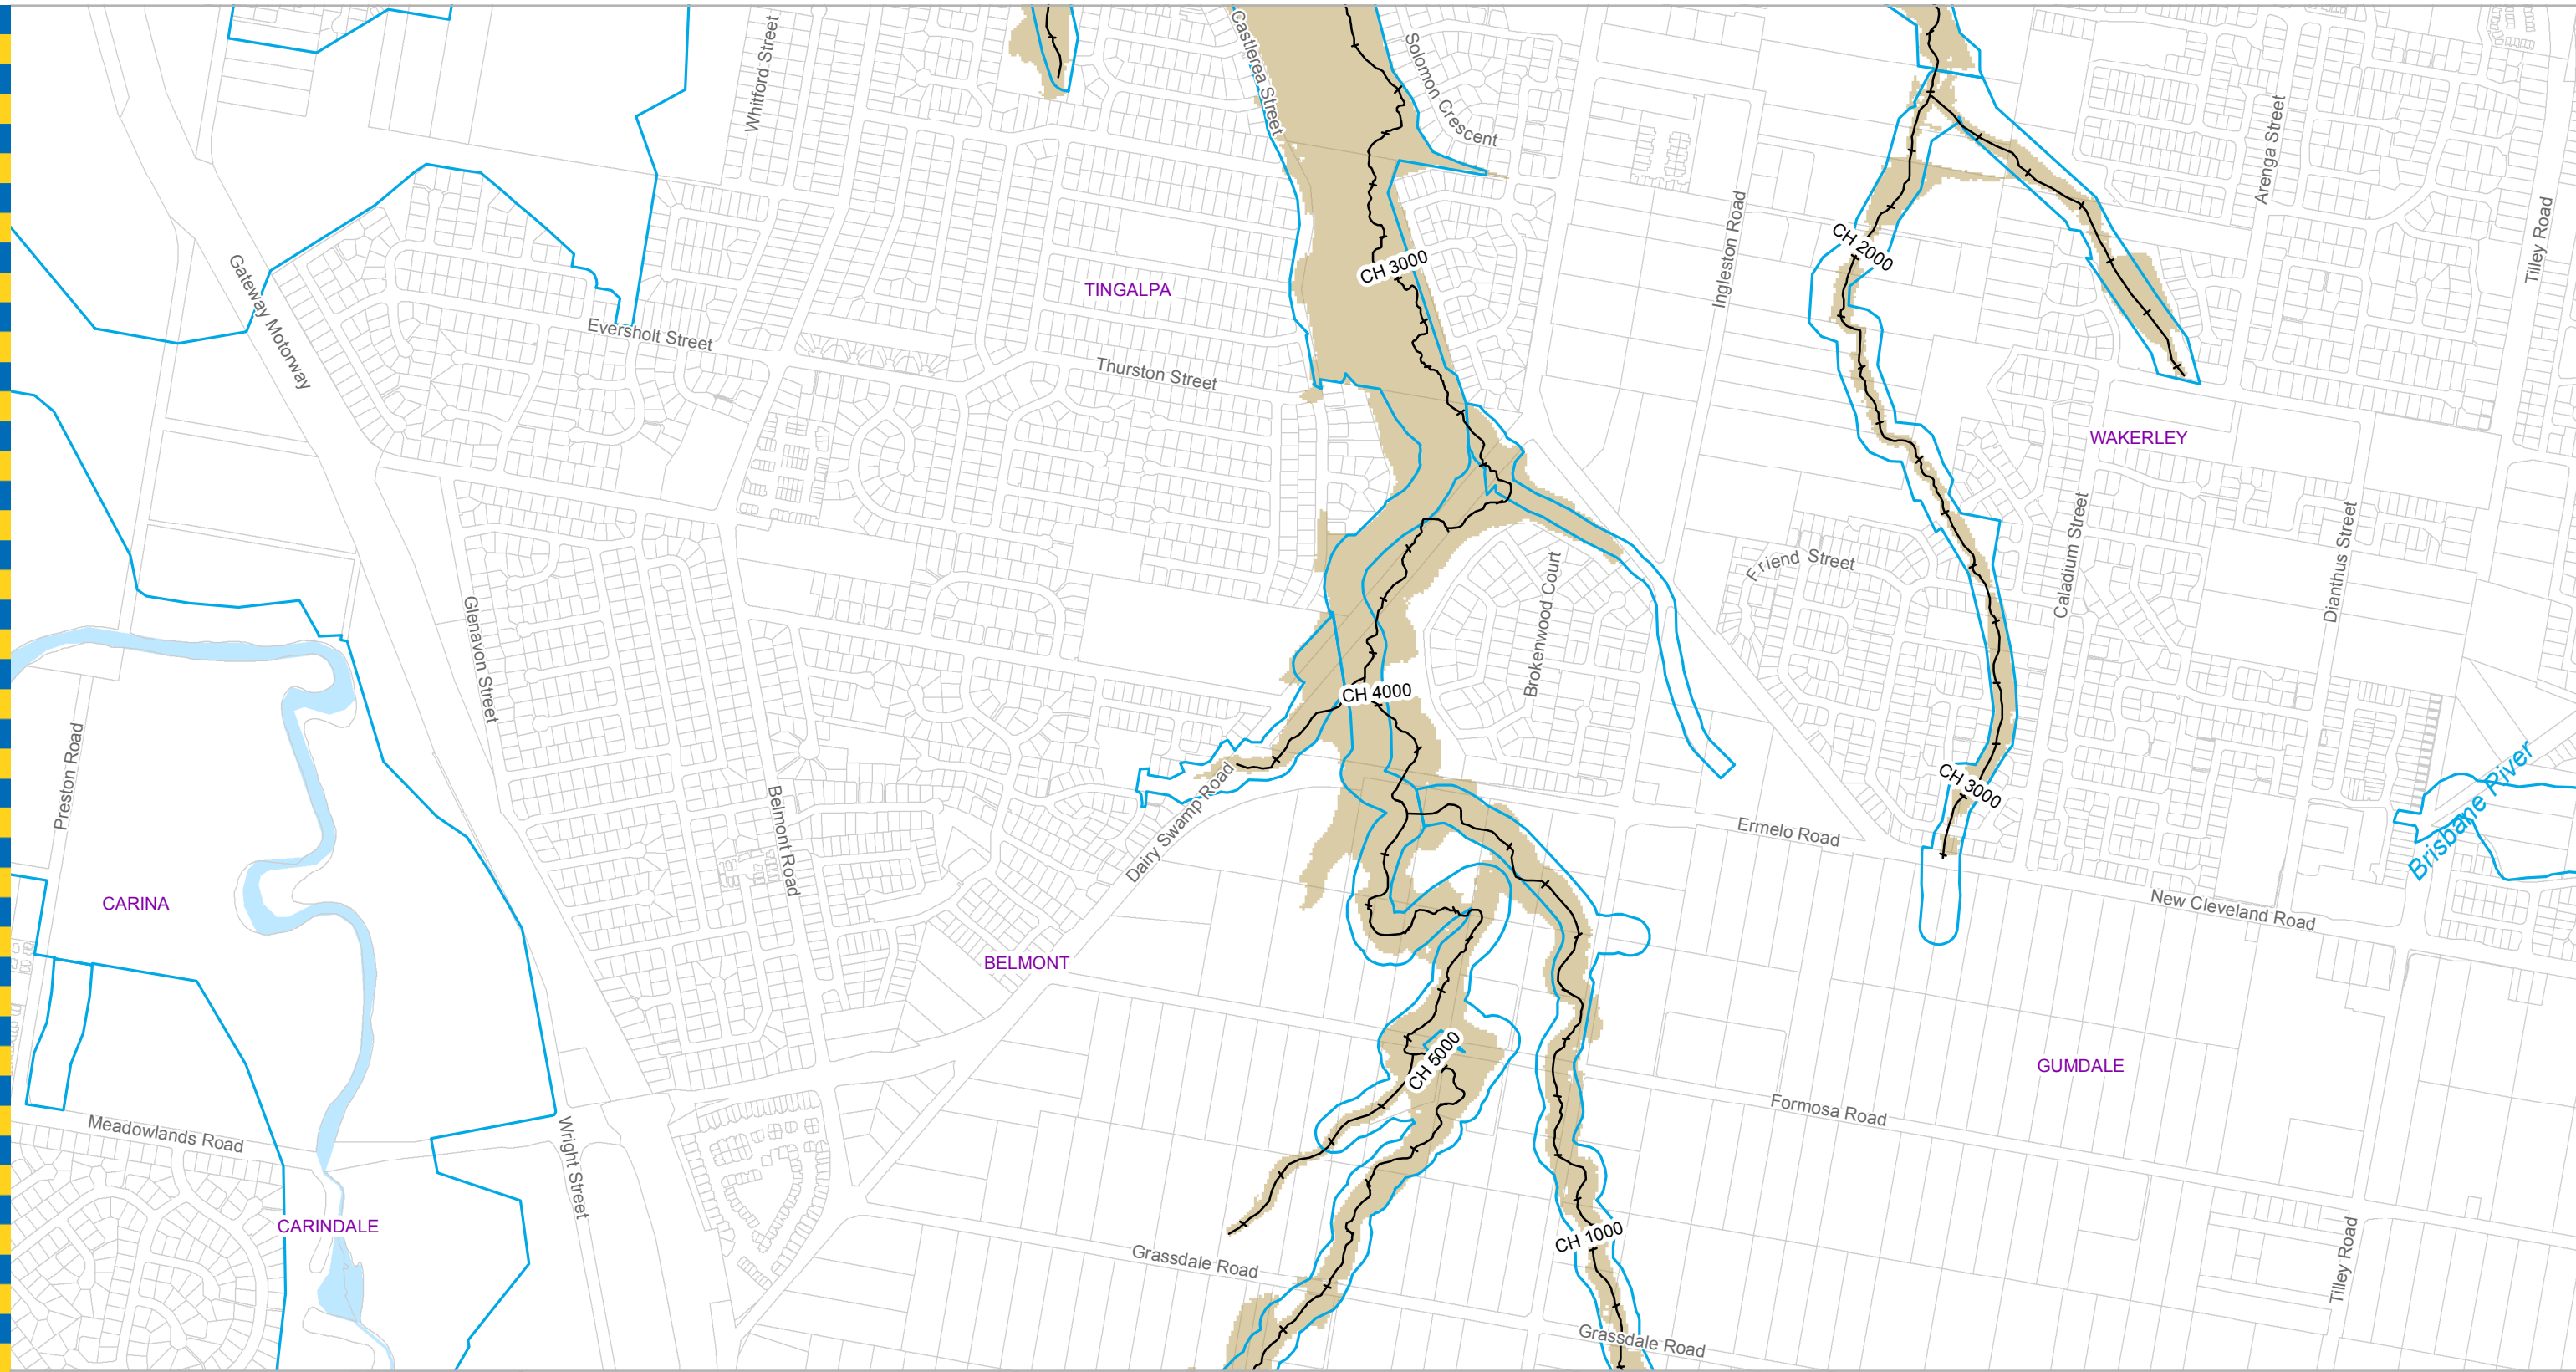 Whitford Street
Castlerea Street
Solomon Crescent
Arenga Street
Tilley Road
Ingleston Road
CH 2000
Gateway Motorway
CH 3000
TINGALPA
Eversholt Street
Thurston Street
WAKERLEY
Friend Street
Caladium Street
Dianthus Street
Brokenwood Court
Glenavon Street
CH 4000
Preston Road
Belmont Road
Dairy Swamp Road
CH 3000
Ermelo Road
Brisbane River
CARINA
New Cleveland Road
BELMONT
CH 5000
GUMDALE
Formosa Road
Meadowlands Road
Wright Street
CARINDALE
CH 1000
Grassdale Road
Tilley Road
Grassdale Road